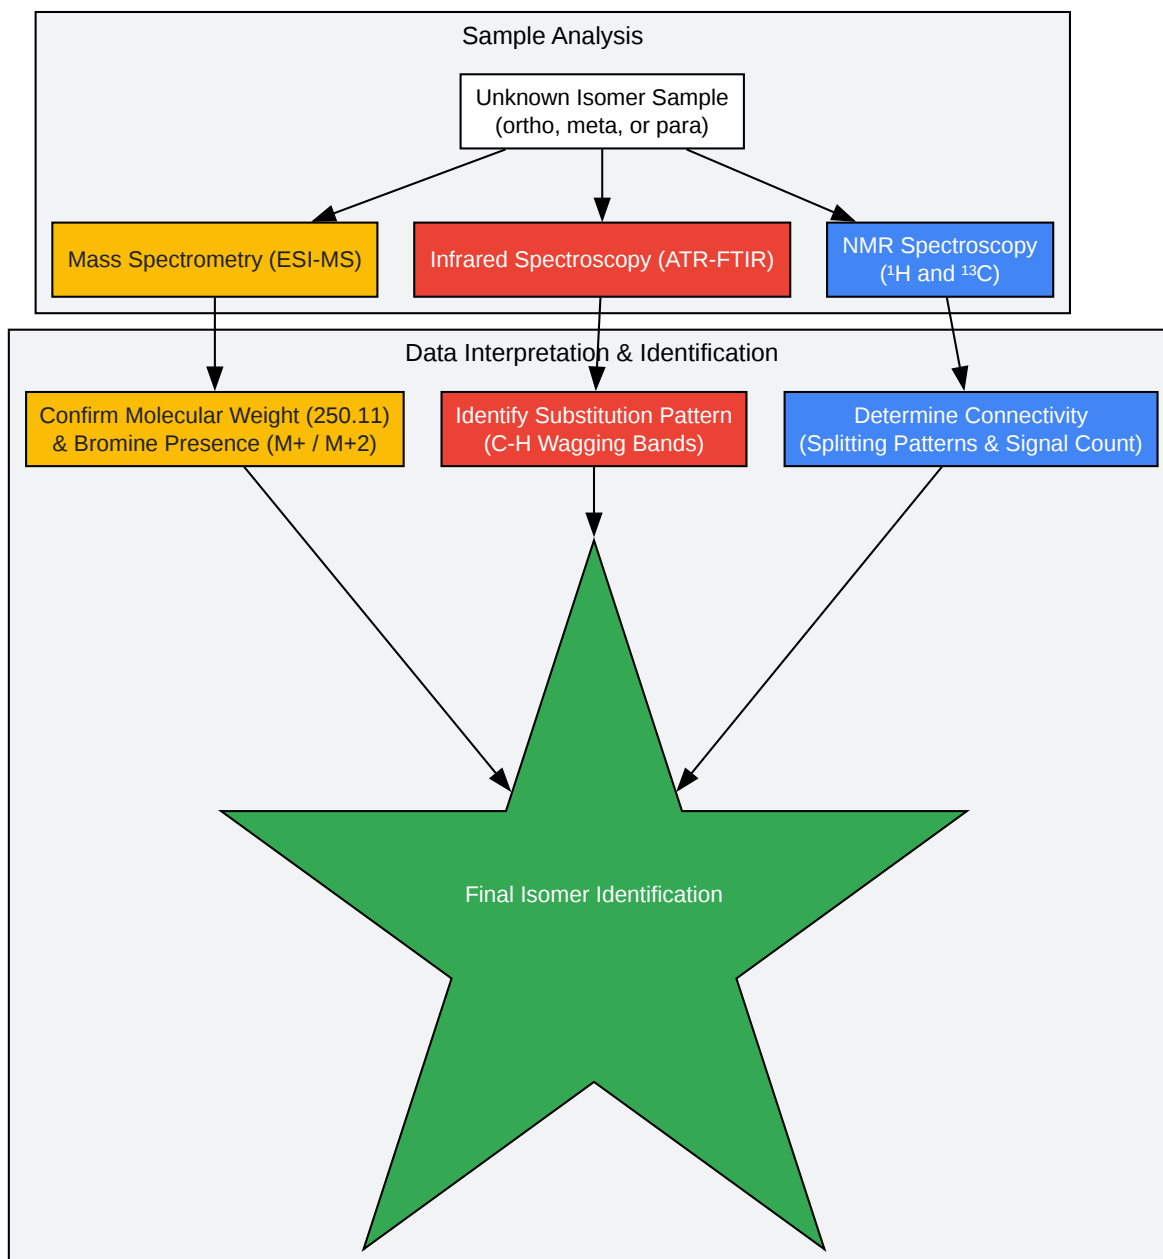 Sample Analysis
Unknown Isomer Sample
(ortho, meta, or para)
Mass Spectrometry (ESI-MS)
Infrared Spectroscopy (ATR-FTIR)
NMR Spectroscopy
(¹H and ¹³C)
Data Interpretation & Identification
Confirm Molecular Weight (250.11)
& Bromine Presence (M+ / M+2)
Identify Substitution Pattern
(C-H Wagging Bands)
Determine Connectivity
(Splitting Patterns & Signal Count)
Final Isomer Identification